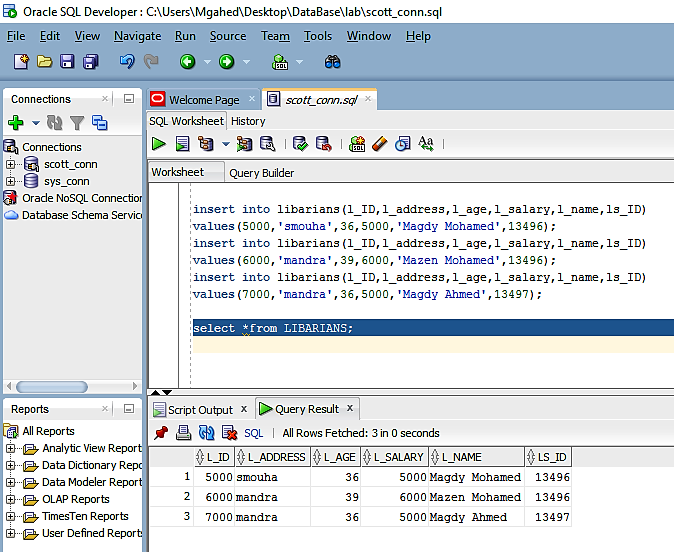 Oracle SQL Developer : C:\Users\Mgahed\Desktop\DataBase\lab\scott_conn.sql
File Edit View Navigate Run Source Team Tools Window Help
Connections
Connections
scott_conn
sys_conn
Oracle NoSQL Connection
Database Schema Servic
Reports
All Reports
Analytic View Report
Data Dictionary Repo
Data Modeler Report
OLAP Reports
TimesTen Reports
User Defined Reports
Welcome Page scott_conn.sql
SQL Worksheet History
SQL Aa
Worksheet Query Builder
insert into libarians(l_ID,l_address,l_age,l_salary,l_name,ls_ID)
values(5000,'smouha',36,5000,'Magdy Mohamed',13496);
insert into libarians(l_ID,l_address,l_age,l_salary,l_name,ls_ID)
values(6000,'mandra',39,6000,'Mazen Mohamed',13496);
insert into libarians(l_ID,l_address,l_age,l_salary,l_name,ls_ID)
values(7000,'mandra',36,5000,'Magdy Ahmed',13497);
select *from LIBARIANS;
Script Output x Query Result x
SQL | All Rows Fetched: 3 in 0 seconds
L_ID L_ADDRESS L_AGE L_SALARY L_NAME LS_ID
1 5000 smouha 36 5000 Magdy Mohamed 13496
2 6000 mandra 39 6000 Mazen Mohamed 13496
3 7000 mandra 36 5000 Magdy Ahmed 13497